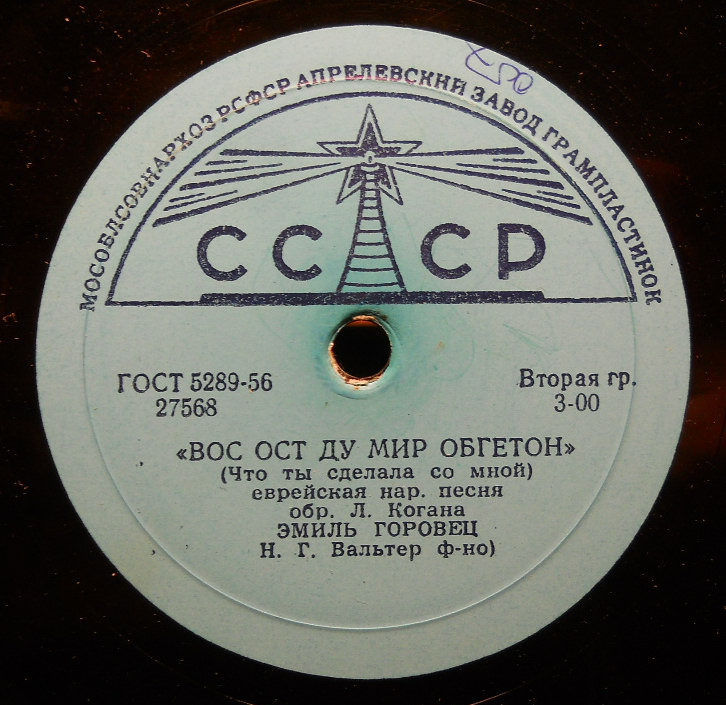 МОСОБЛСОВНАРХОЗ РСФСР АПРЕЛЕВСКИЙ ЗАВОД ГРАМПЛАСТИНОК
СССР
ГОСТ 5289-56
27568
Вторая гр.
3-00
«ВОС ОСТ ДУ МИР ОБГЕТОН»
(Что ты сделала со мной)
еврейская нар. песня
обр. Л. Когана
ЭМИЛЬ ГОРОВЕЦ
Н. Г. Вальтер ф-но)